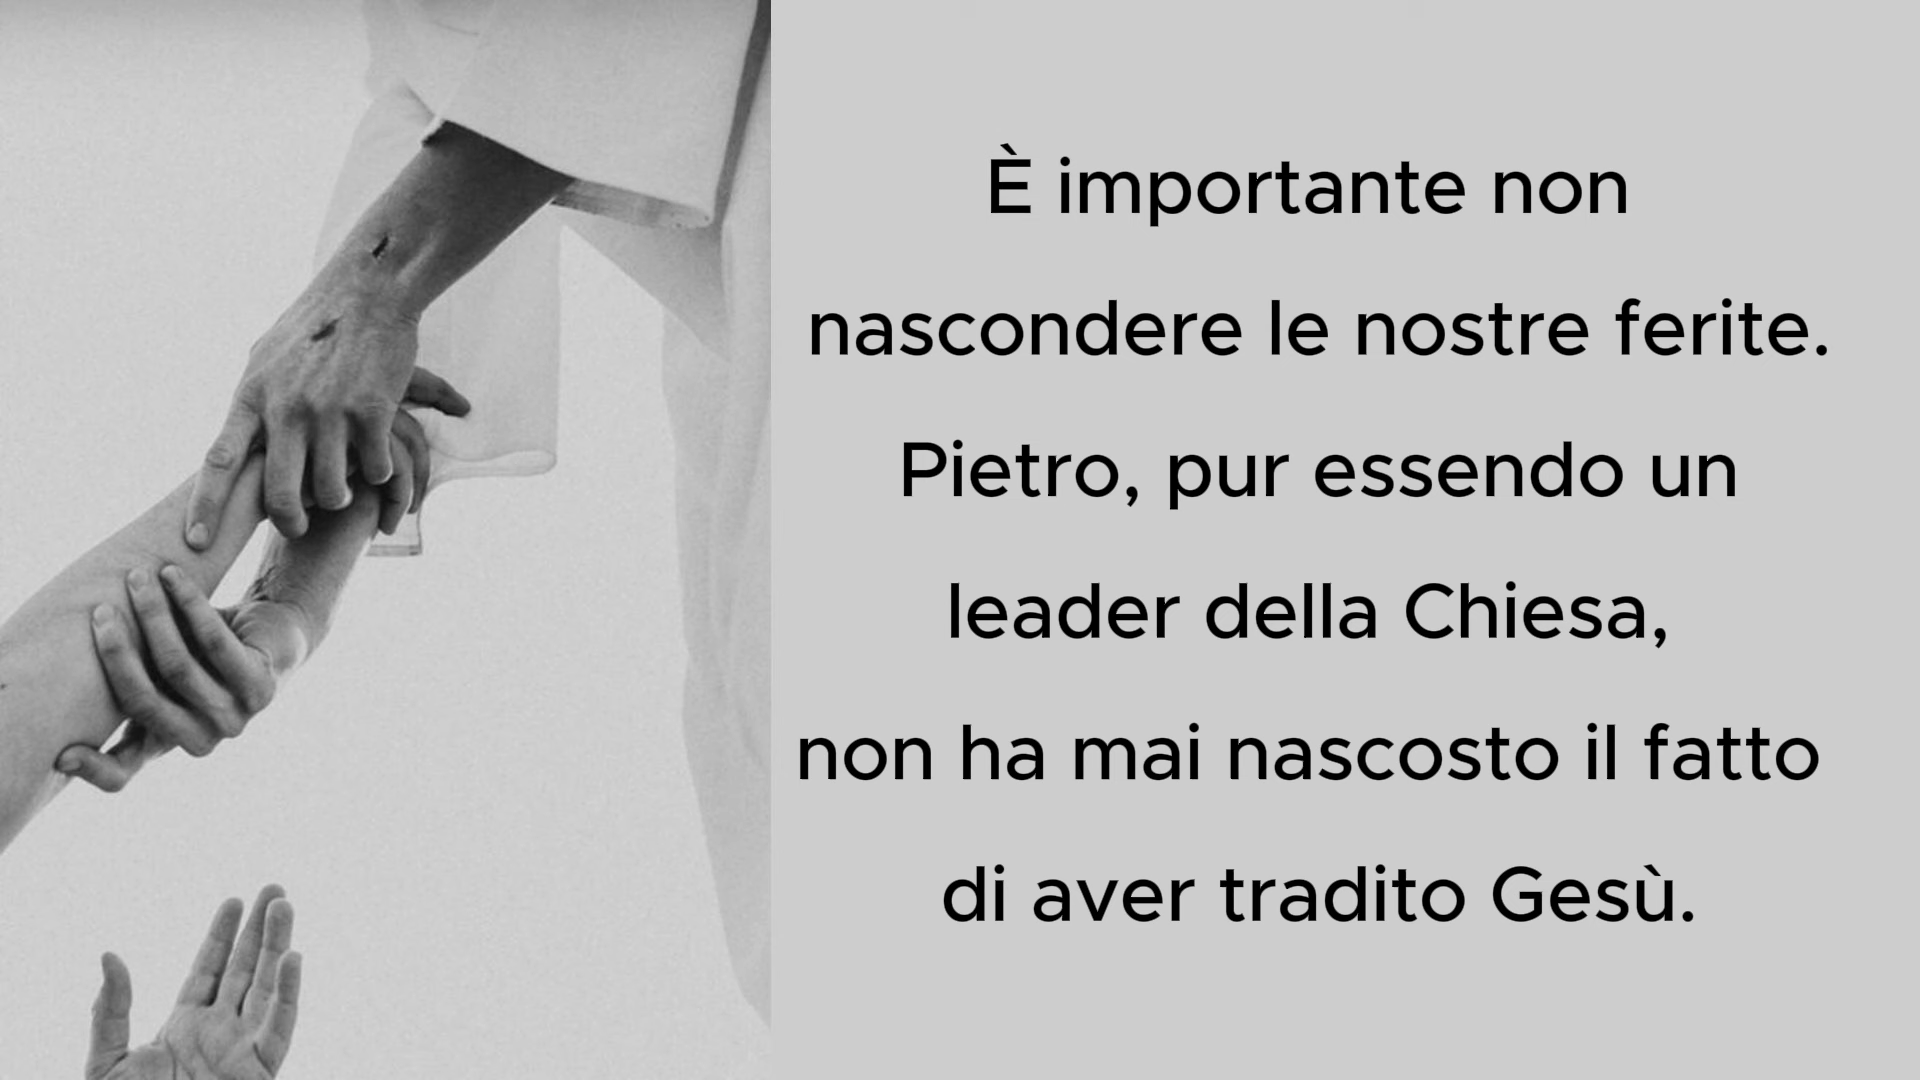 È importante non
nascondere le nostre ferite.
Pietro, pur essendo un
leader della Chiesa,
non ha mai nascosto il fatto
di aver tradito Gesù.